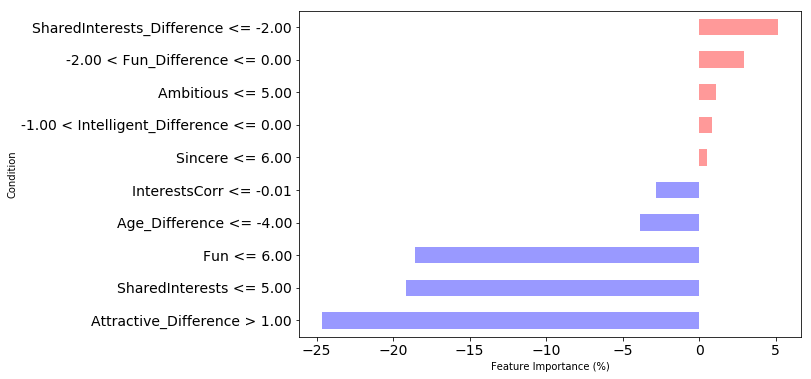 SharedInterests_Difference <= -2.00
-2.00 < Fun_Difference <= 0.00
Ambitious <= 5.00
-1.00 < Intelligent_Difference <= 0.00
Sincere <= 6.00
InterestsCorr <= -0.01
Age_Difference <= -4.00
Fun <= 6.00
SharedInterests <= 5.00
Attractive_Difference > 1.00
Condition
−25 −20 −15 −10 −5 0 5
Feature Importance (%)